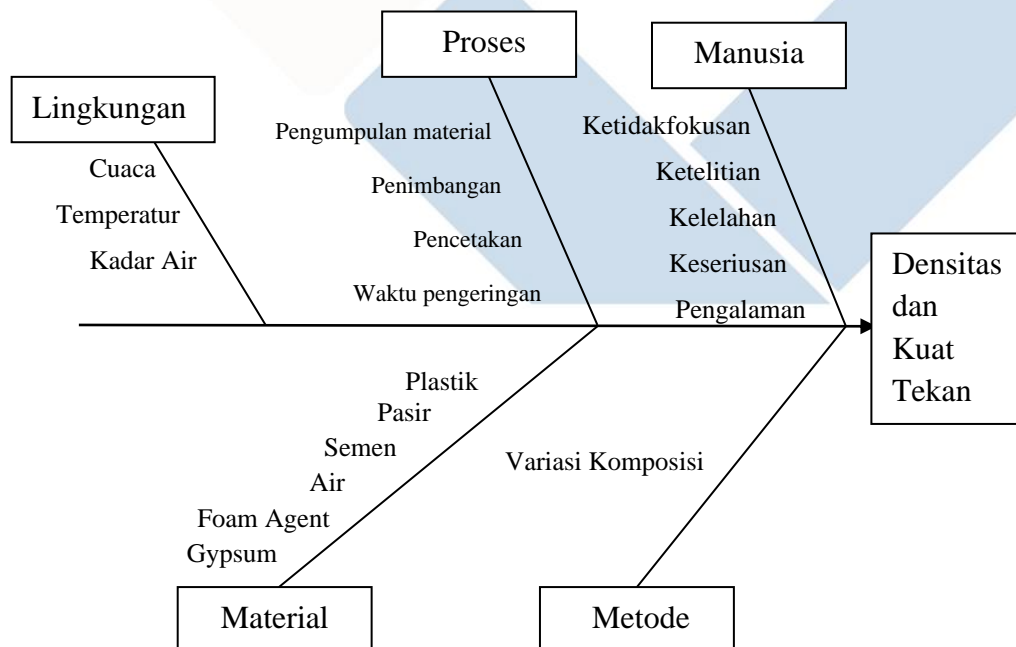 Proses
Manusia
Lingkungan
Pengumpulan material
Penimbangan
Pencetakan
Waktu pengeringan
Ketidakfokusan
Ketelitian
Kelelahan
Keseriusan
Pengalaman
Cuaca
Temperatur
Kadar Air
Densitas
dan
Kuat
Tekan
Plastik
Pasir
Semen
Air
Foam Agent
Gypsum
Variasi Komposisi
Material
Metode